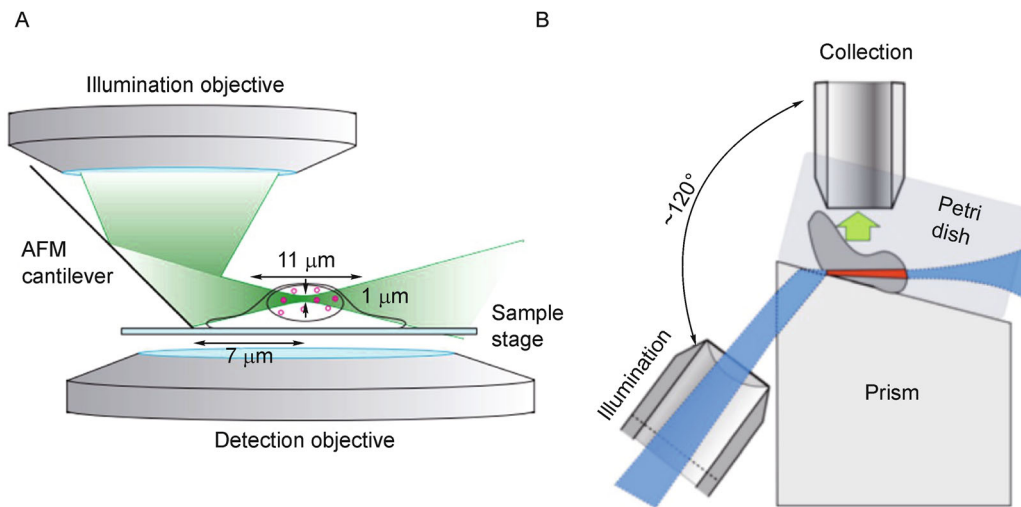 A
Illumination objective
AFM
cantilever
11 μm
1 μm
7 μm
Sample
stage
Detection objective
B
Collection
~120°
Petri
dish
Illumination
Prism